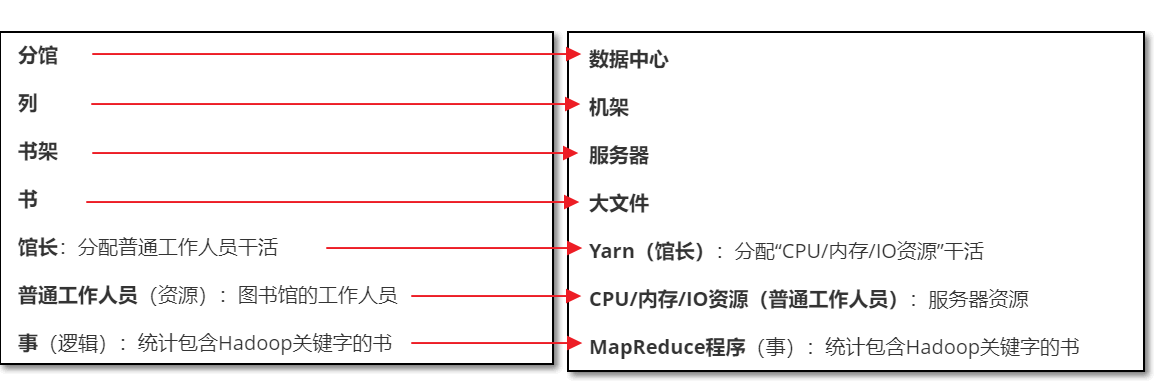 分馆
列
书架
书
馆长：分配普通工作人员干活
普通工作人员（资源）：图书馆的工作人员
事（逻辑）：统计包含Hadoop关键字的书
数据中心
机架
服务器
大文件
Yarn（馆长）：分配“CPU/内存/IO资源”干活
CPU/内存/IO资源（普通工作人员）：服务器资源
MapReduce程序（事）：统计包含Hadoop关键字的书